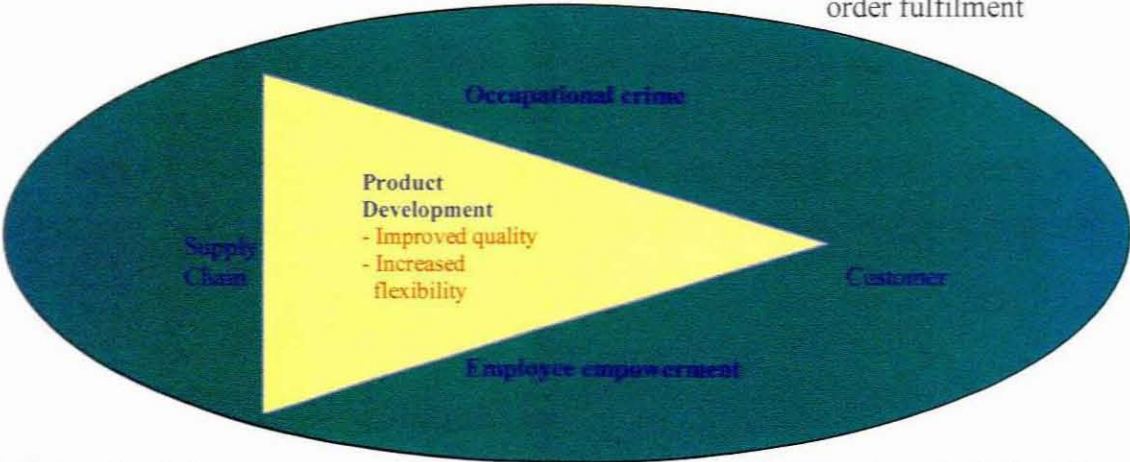 order fulfilment
Occupational crime
Product
Development
- Improved quality
- Increased
flexibility
Supply
Chain
Customer
Employee empowerment